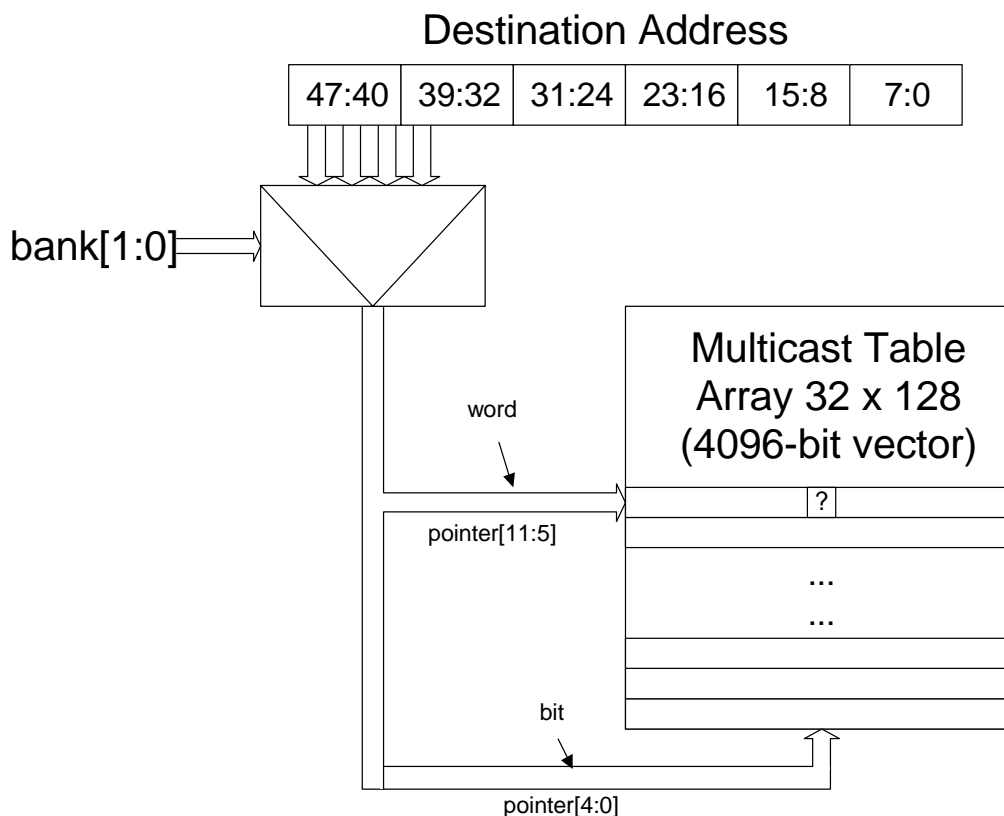 Destination Address
47:40 39:32 31:24 23:16 15:8 7:0
bank[1:0]
Multicast Table
Array 32 x 128
(4096-bit vector)
word
?
pointer[11:5]
...
...
bit
pointer[4:0]